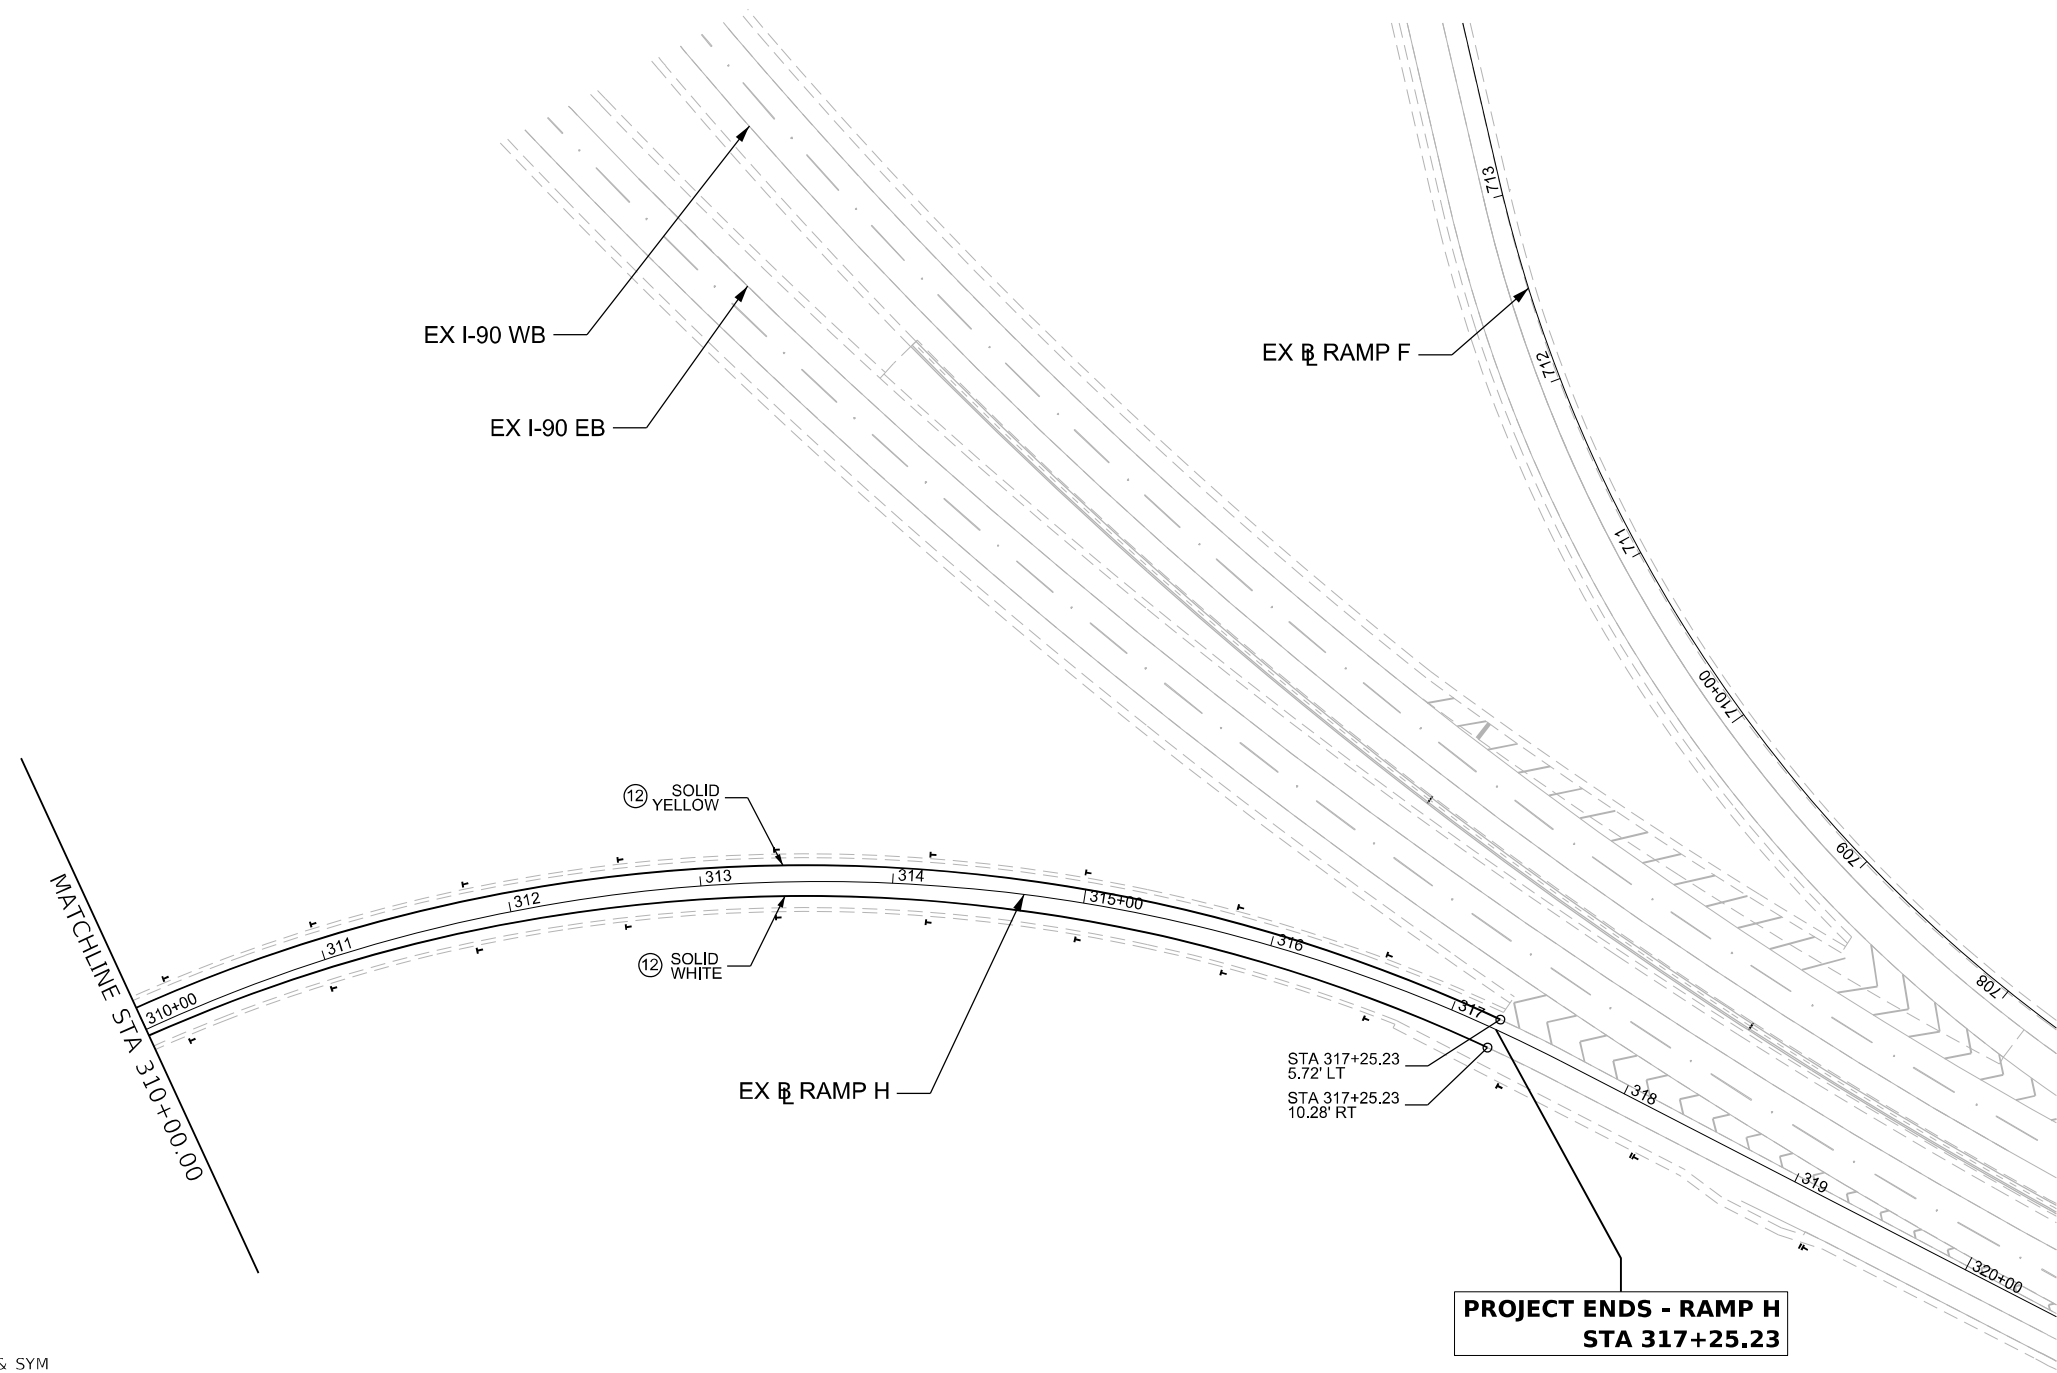 713
EX I-90 WB
EX BL RAMP F
712
EX I-90 EB
711
710+00
709
12 SOLID
YELLOW
MATCHLINE STA 310+00.00
310+00
311
312
313
314
315+00
316
317
318
319
320+00
708
12 SOLID
WHITE
EX BL RAMP H
STA 317+25.23
5.72' LT
STA 317+25.23
10.28' RT
PROJECT ENDS - RAMP H
STA 317+25.23
& SYM